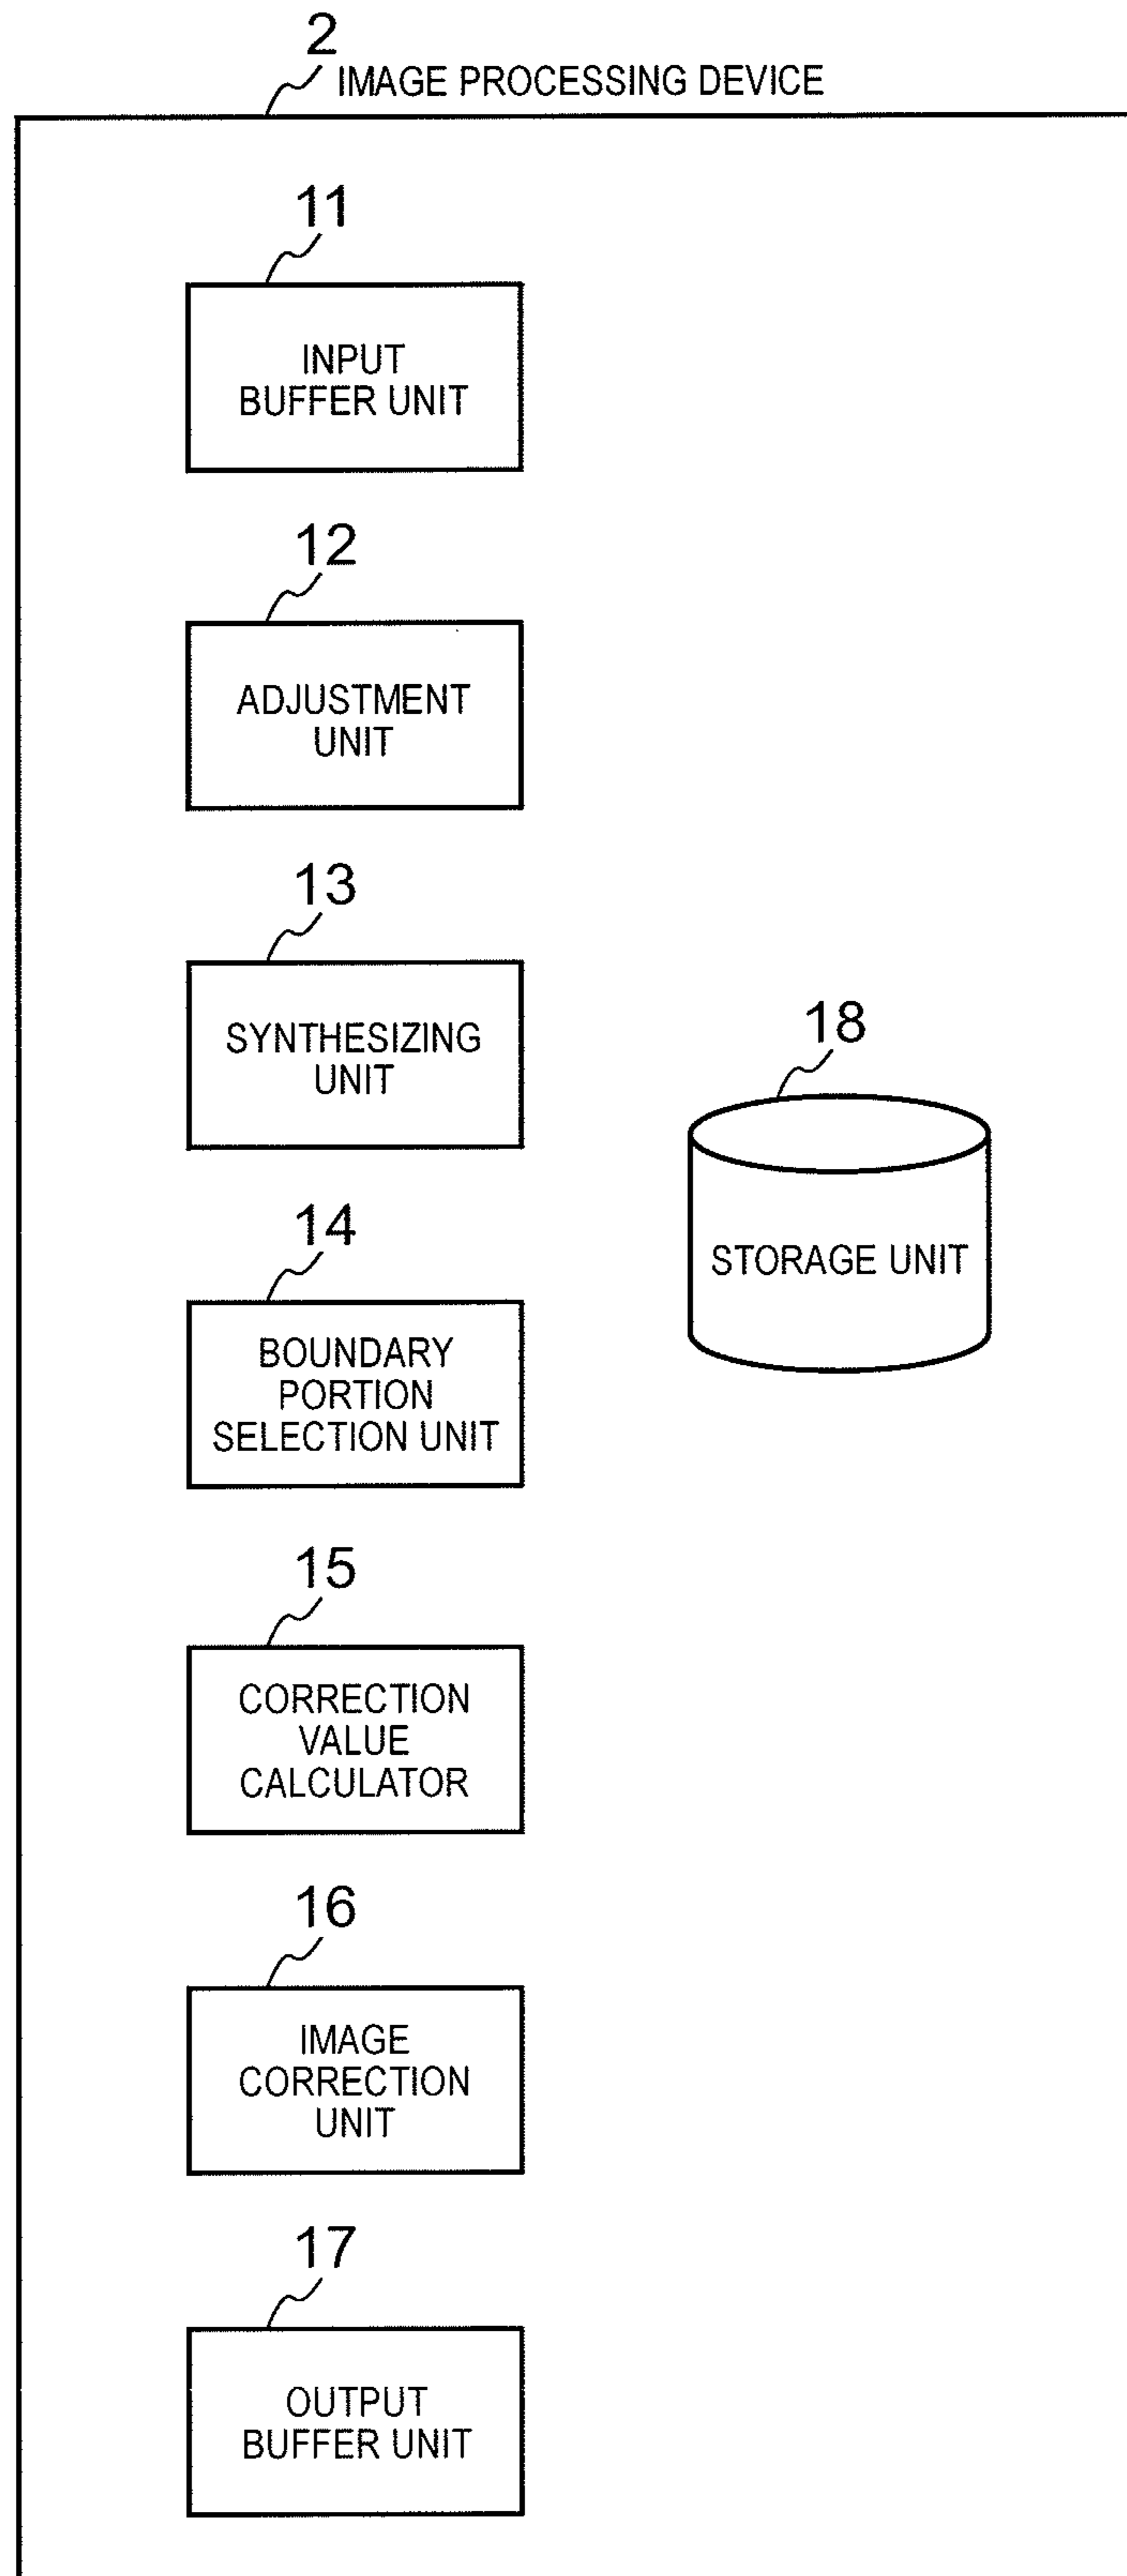 2
IMAGE PROCESSING DEVICE
11
INPUT
BUFFER UNIT
12
ADJUSTMENT
UNIT
13
SYNTHESIZING
UNIT
18
STORAGE UNIT
14
BOUNDARY
PORTION
SELECTION UNIT
15
CORRECTION
VALUE
CALCULATOR
16
IMAGE
CORRECTION
UNIT
17
OUTPUT
BUFFER UNIT